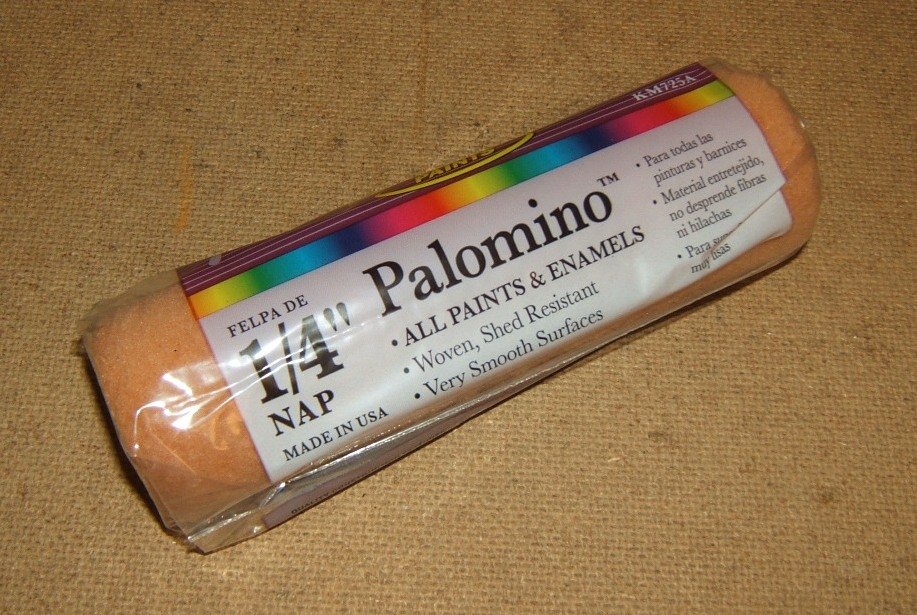 KM725A
PAINTS
FELPA DE
1/4"
NAP
MADE IN USA
Palomino™
• ALL PAINTS & ENAMELS
• Woven, Shed Resistant
• Very Smooth Surfaces
• Para todas las
pinturas y barnices
• Material entretejido,
no desprende fibras
ni hilachas
• Para
muy lisas